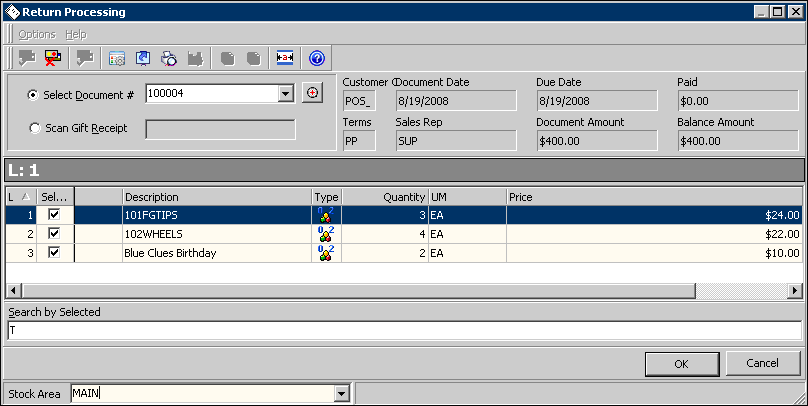 Return Processing
Options Help
Select Document # 100004
Scan Gift Receipt
Customer C Document Date Due Date Paid
POS_ 8/19/2008 8/19/2008 $0.00
Terms Sales Rep Document Amount Balance Amount
PP SUP $400.00 $400.00
L: 1
L Sel... Description Type Quantity UM Price
1 101FGTIPS 3 EA $24.00
2 102WHEELS 4 EA $22.00
3 Blue Clues Birthday 2 EA $10.00
Search by Selected
T
OK Cancel
Stock Area MAIN